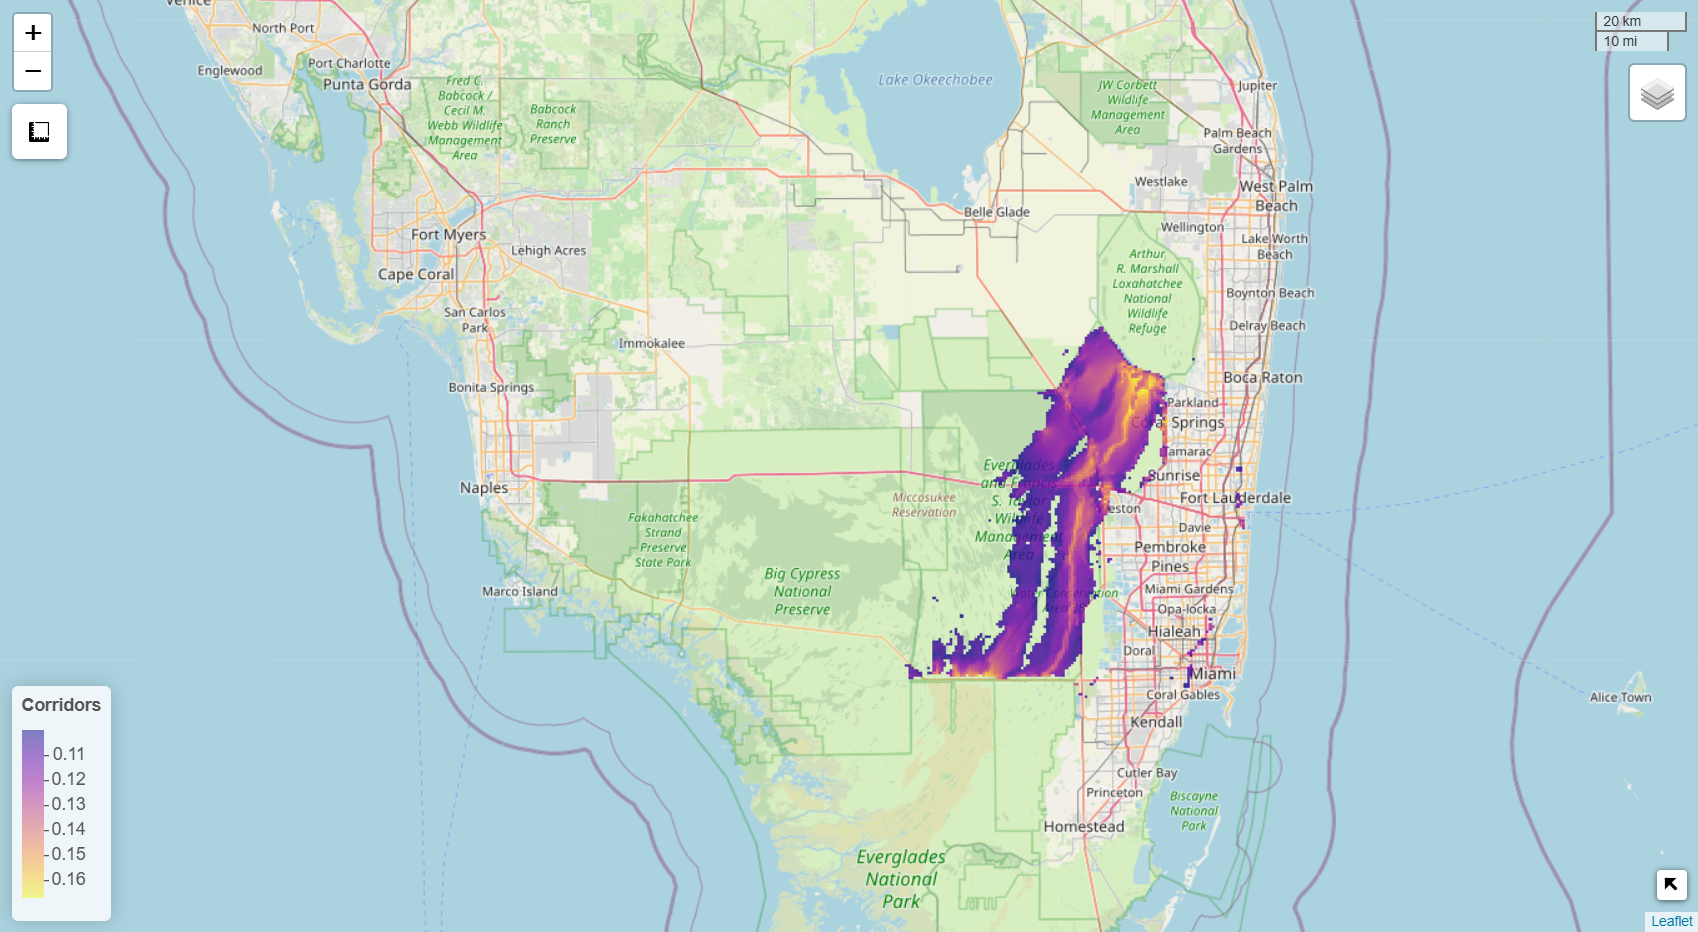 +
−
20 km
10 mi
Venice
North Port
Englewood
Port Charlotte
Punta Gorda
Fred C.
Babcock /
Cecil M.
Webb Wildlife
Management
Area
Babcock
Ranch
Preserve
Lake Okeechobee
JW Corbett
Wildlife
Management
Area
Jupiter
Palm Beach
Gardens
Westlake
West Palm
Beach
Belle Glade
Wellington
Lake Worth
Beach
Fort Myers
Lehigh Acres
Cape Coral
Arthur
R. Marshall
Loxahatchee
National
Wildlife
Refuge
Boynton Beach
San Carlos
Park
Delray Beach
Immokalee
Bonita Springs
Boca Raton
Parkland
Coral Springs
Tamarac
Everglades
and Francis
S. Taylor
Wildlife
Management
Area
Sunrise
Naples
Miccosukee
Reservation
Fort Lauderdale
Weston
Fakahatchee
Strand
Preserve
State Park
Davie
Pembroke
Pines
Big Cypress
National
Preserve
Marco Island
Water Conservation
Miami Gardens
Opa-locka
Hialeah
Doral
Miami
Coral Gables
Kendall
Alice Town
Cutler Bay
Princeton
Biscayne
National
Park
Homestead
Everglades
National
Park
Corridors
0.11
0.12
0.13
0.14
0.15
0.16
Leaflet